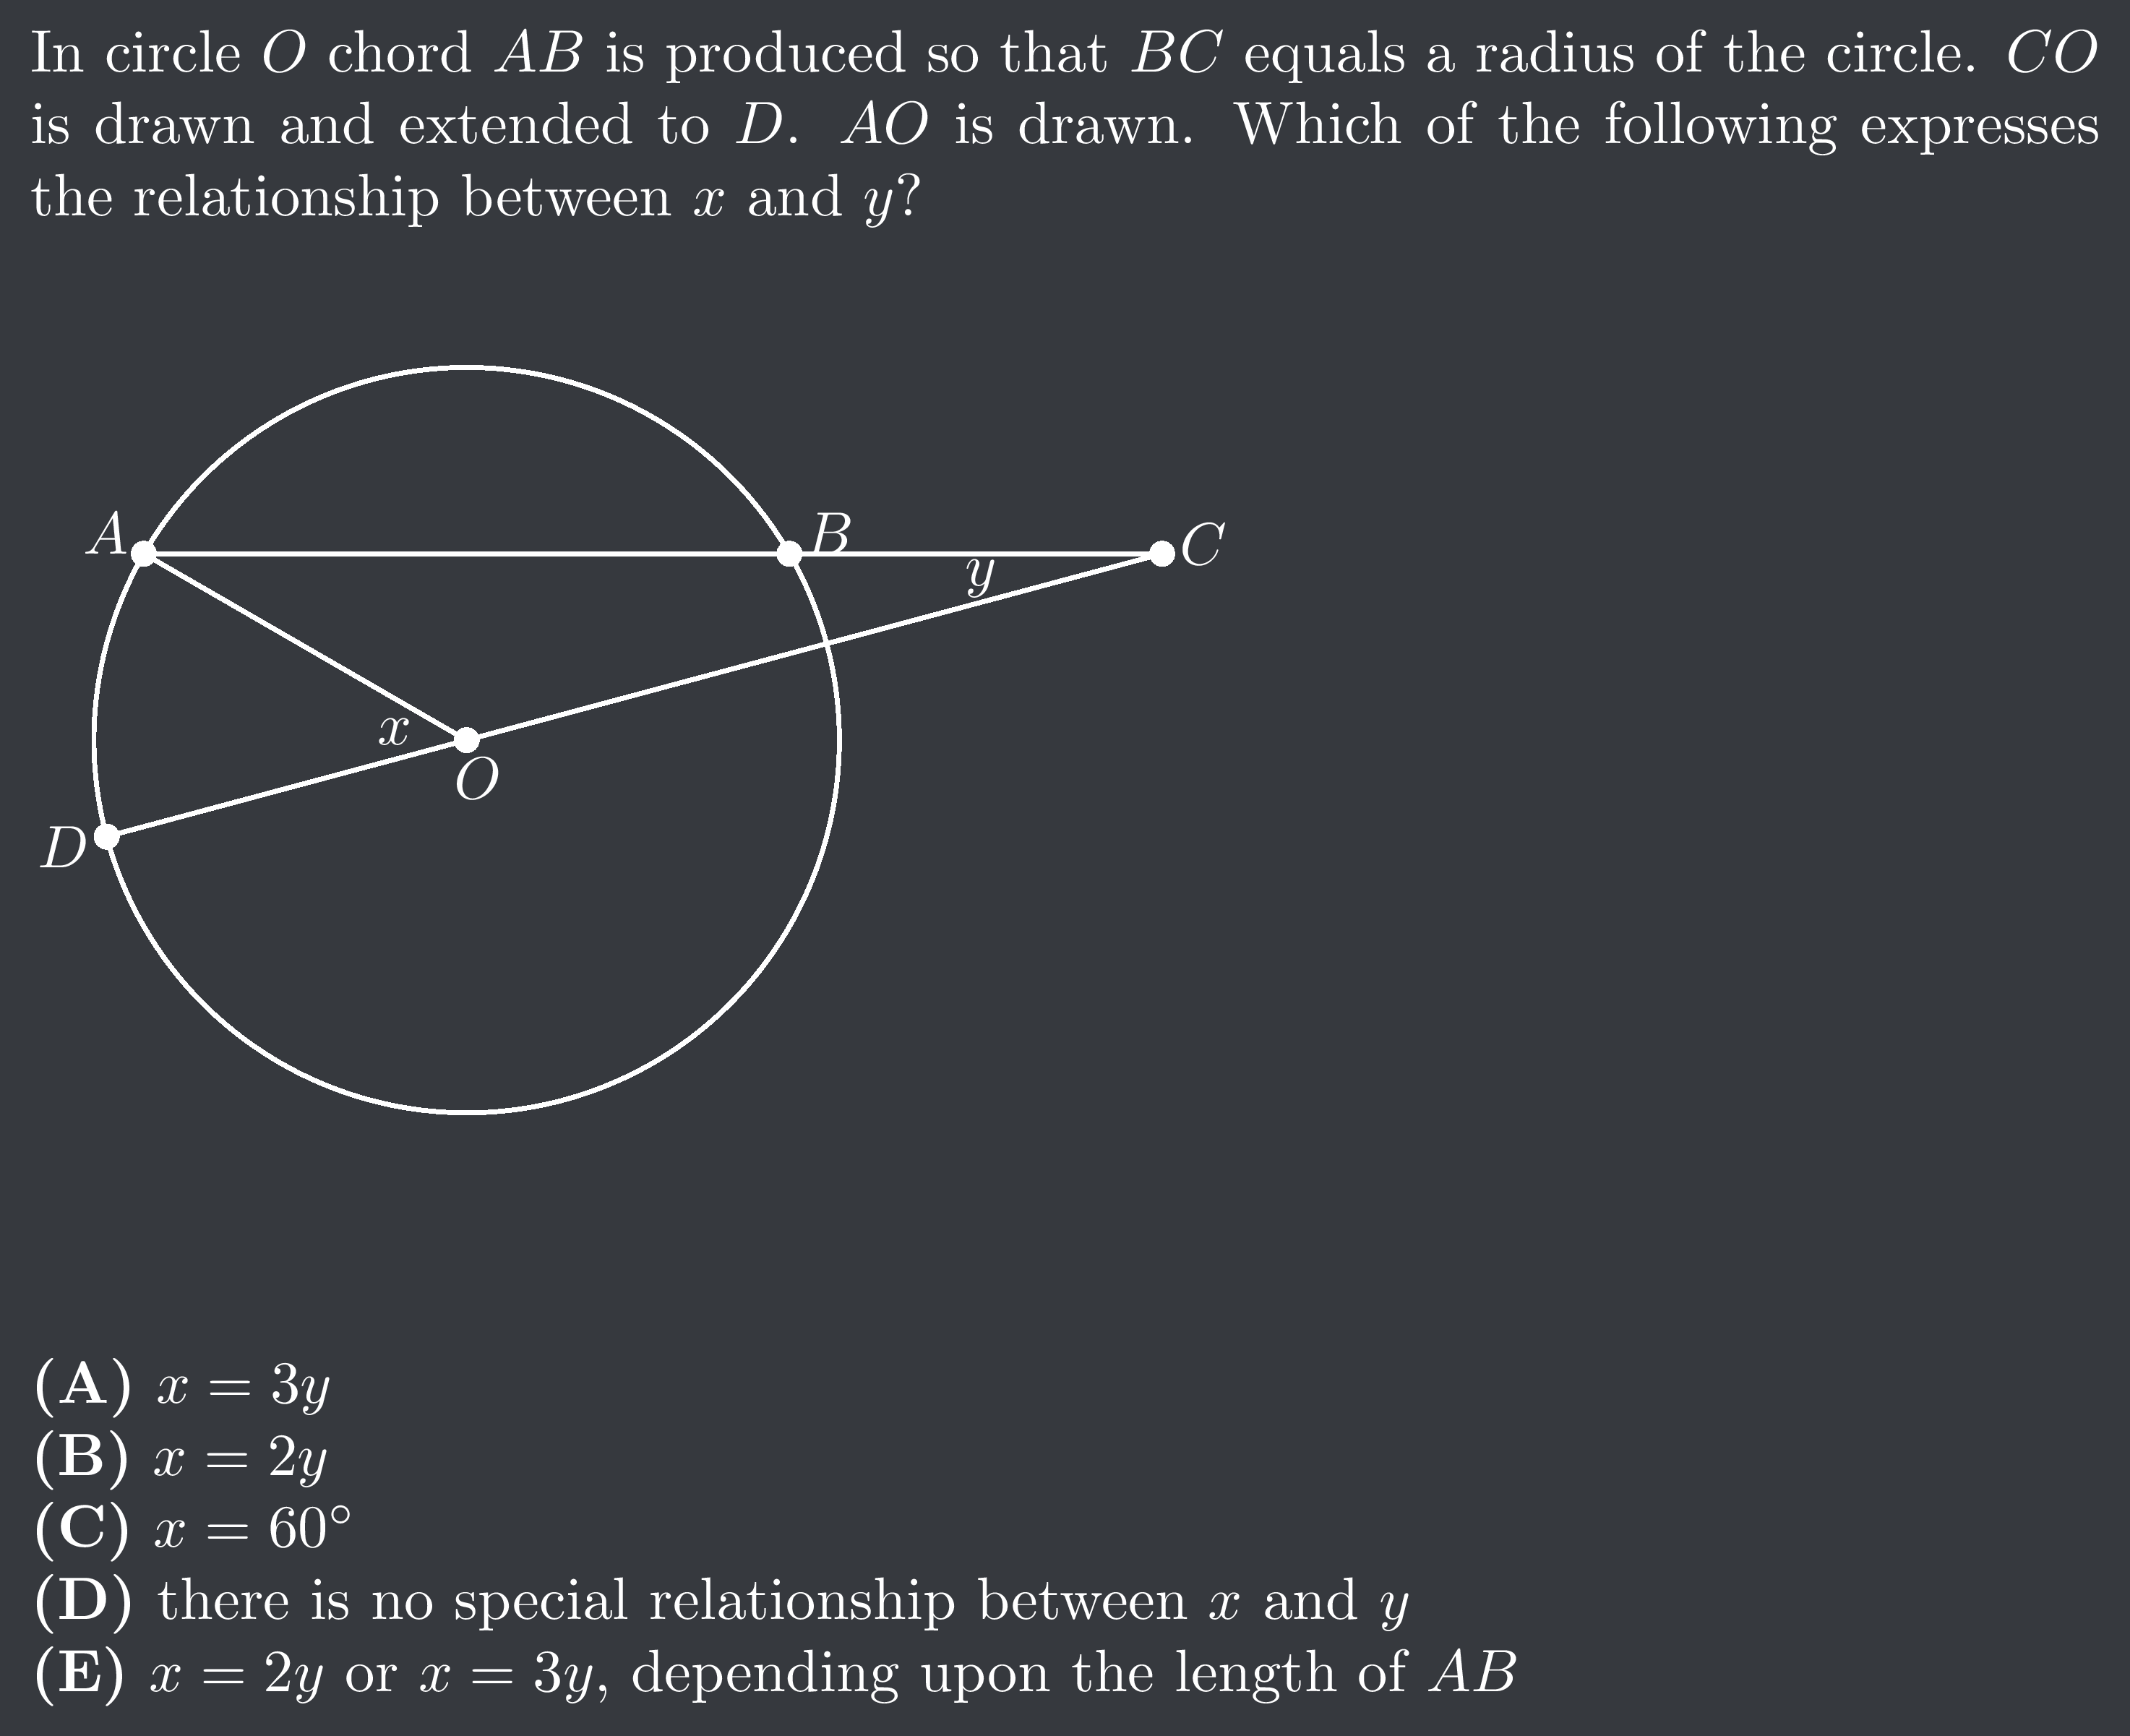 In circle $O$ chord $AB$ is produced so that $BC$ equals a radius of the circle. $CO$
is drawn and extended to $D$. $AO$ is drawn. Which of the following expresses
the relationship between $x$ and $y$?
A
B
C
y
x
O
D
(A) $x = 3y$
(B) $x = 2y$
(C) $x = 60^\circ$
(D) there is no special relationship between $x$ and $y$
(E) $x = 2y$ or $x = 3y$, depending upon the length of $AB$